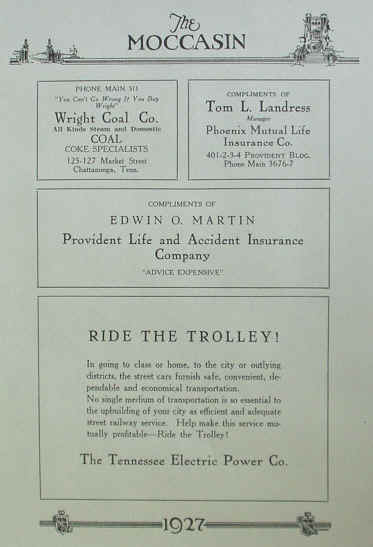 The
MOCCASIN
PHONE MAIN 511
"You Can't Go Wrong If You Buy
Wright"
Wright Coal Co.
All Kinds Steam and Domestic
COAL
COKE SPECIALISTS
123-127 Market Street
Chattanooga, Tenn.
COMPLIMENTS OF
Tom L. Landress
Manager
Phoenix Mutual Life
Insurance Co.
401-2-3-4 PROVIDENT BLDG.
Phone Main 3676-7
COMPLIMENTS OF
EDWIN O. MARTIN
Provident Life and Accident Insurance
Company
"ADVICE EXPENSIVE"
RIDE THE TROLLEY!
In going to class or home, to the city or outlying
districts, the street cars furnish safe, convenient, de-
pendable and economical transportation.
No single medium of transportation is so essential to
the upbuilding of your city as efficient and adequate
street railway service. Help make this service mu-
tually profitable—Ride the Trolley!
The Tennessee Electric Power Co.
1927